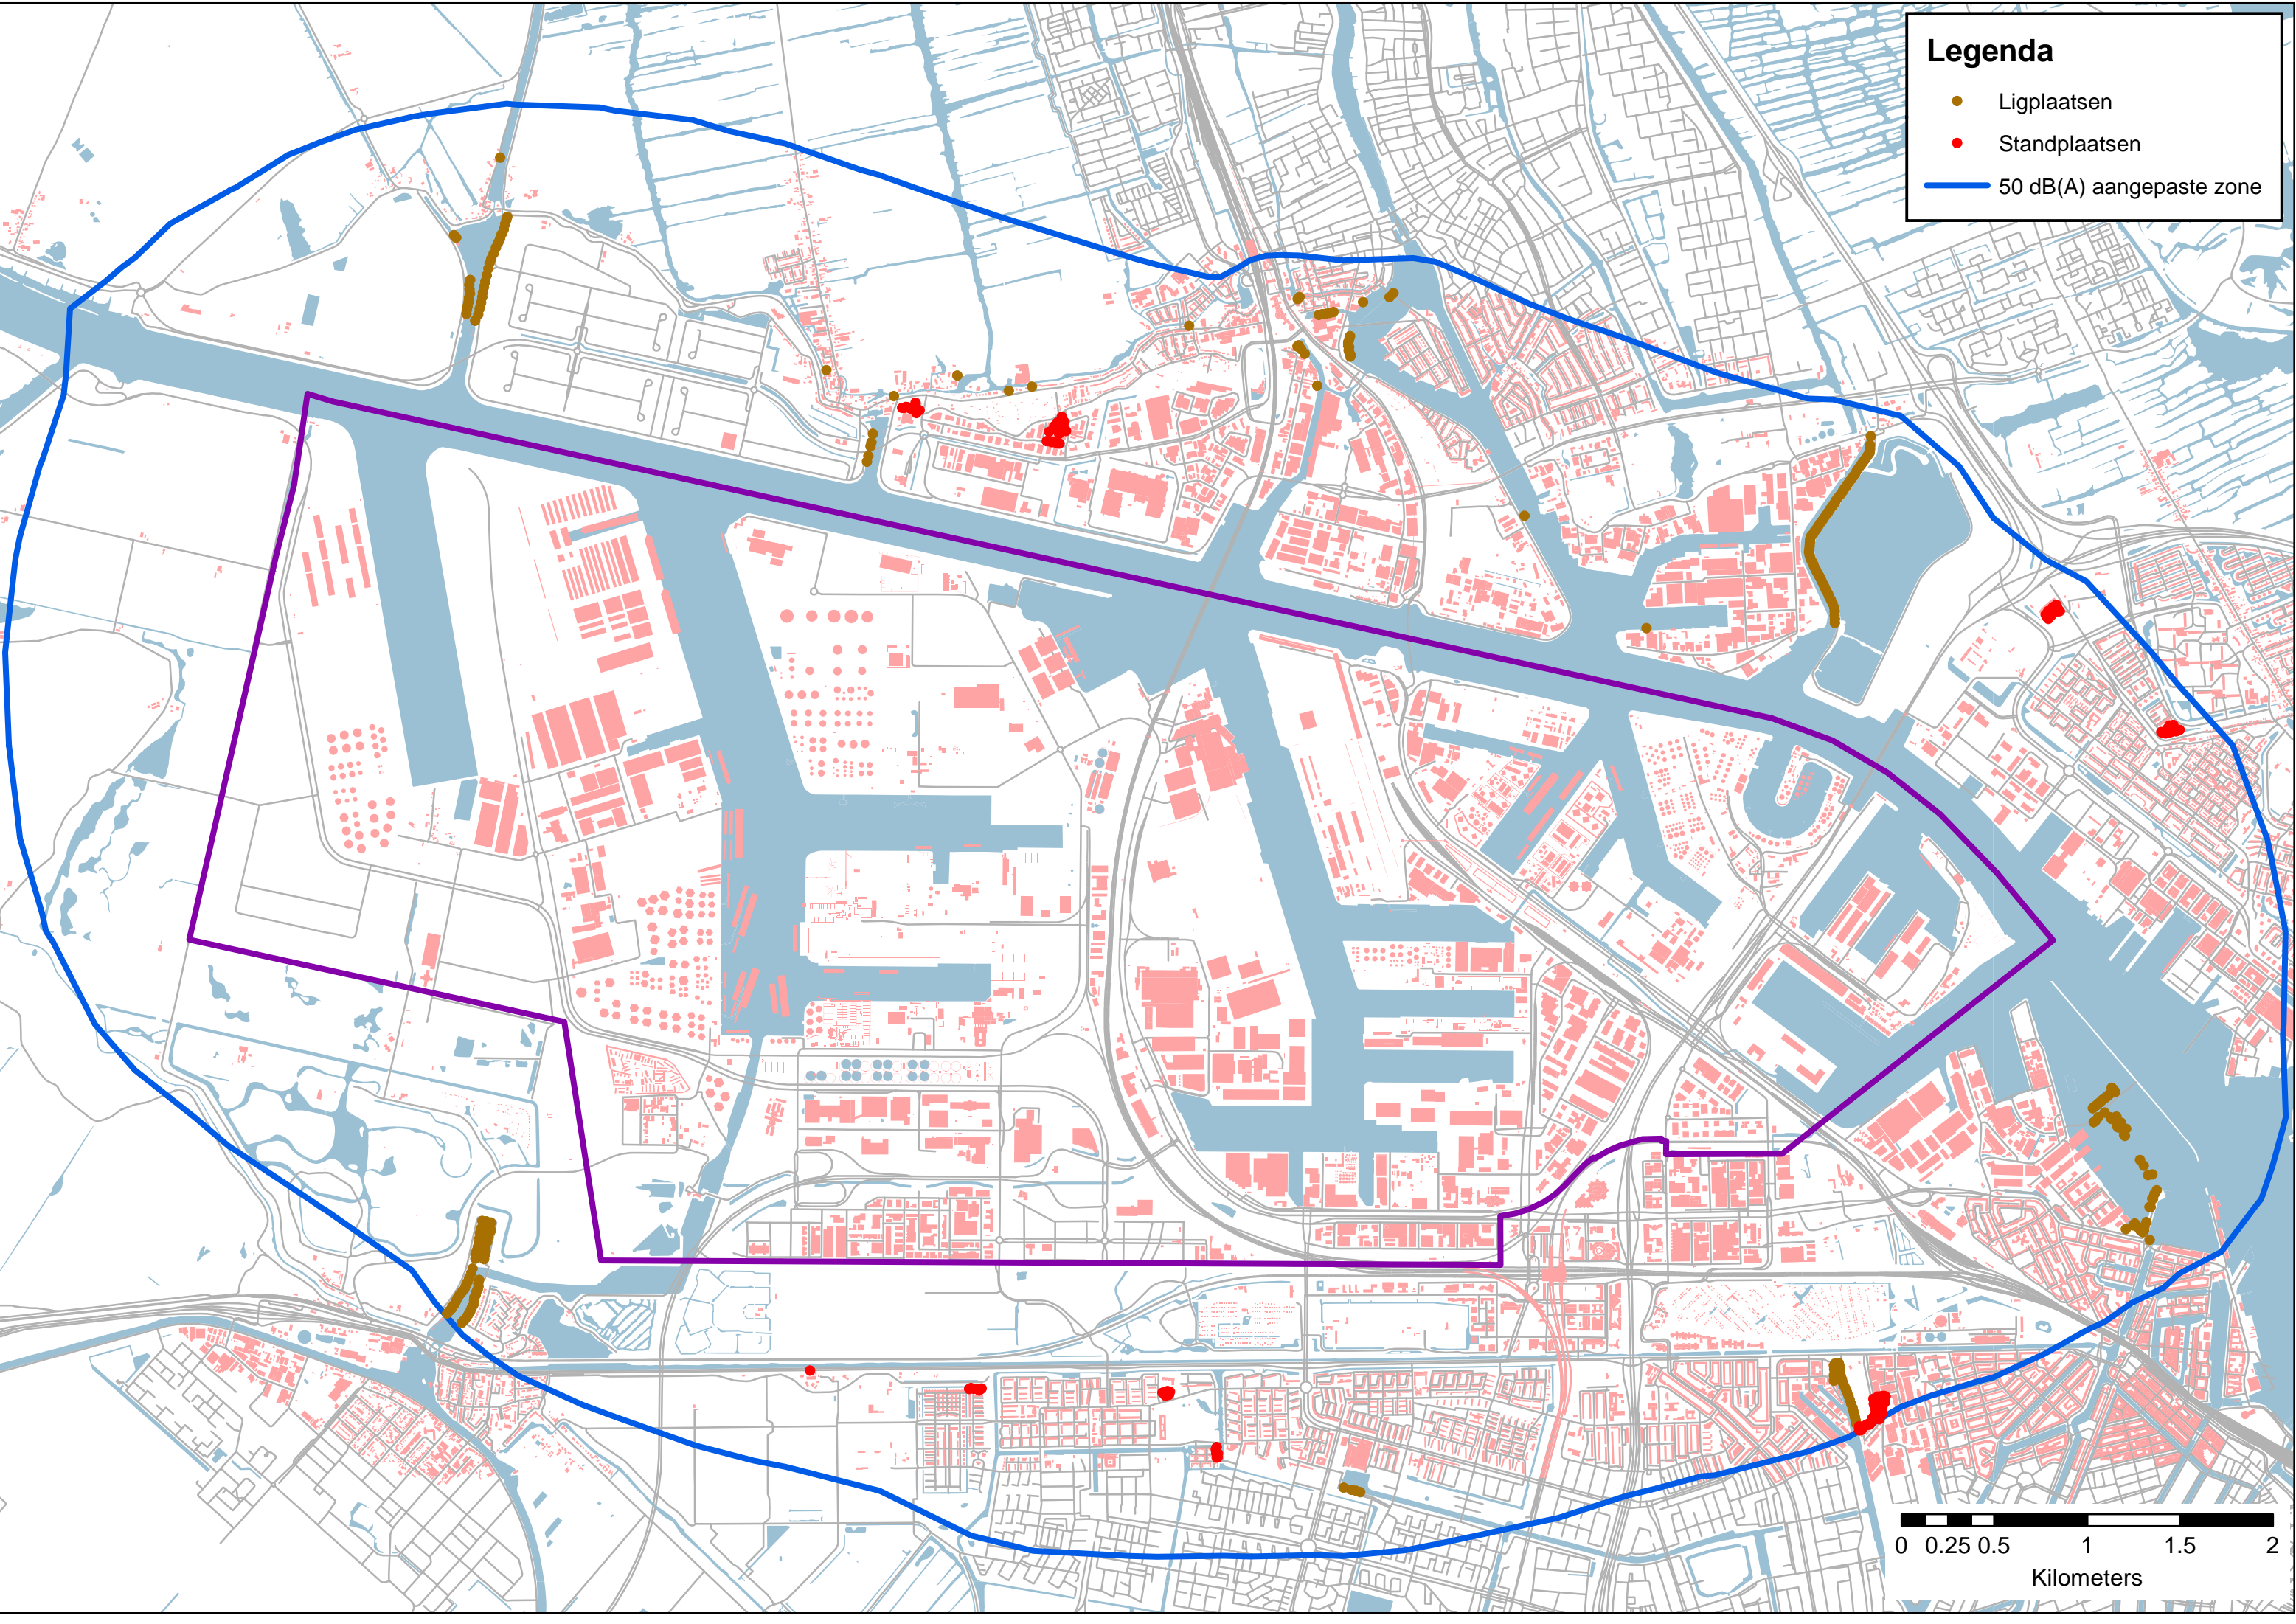 Legenda
Ligplaatsen
Standplaatsen
50 dB(A) aangepaste zone
0 0.25 0.5 1 1.5 2
Kilometers